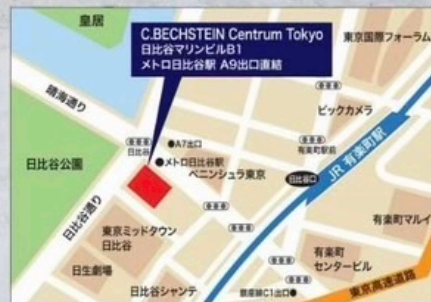 皇居
C.BECHSTEIN Centrum Tokyo
日比谷マリンビルB1
メトロ日比谷駅 A9出口直結
東京国際フォーラム
晴海通り
ビックカメラ
日比谷
●A7出口
有楽町駅前
JR 有楽町駅
●メトロ日比谷駅
日比谷公園
ペニンシュラ東京
日比谷口
日比谷通り
東京ミッドタウン
日比谷
有楽町マルイ
有楽町
センタービル
日生劇場
日比谷シャンテ
銀座線C1出口●
東京高速道路